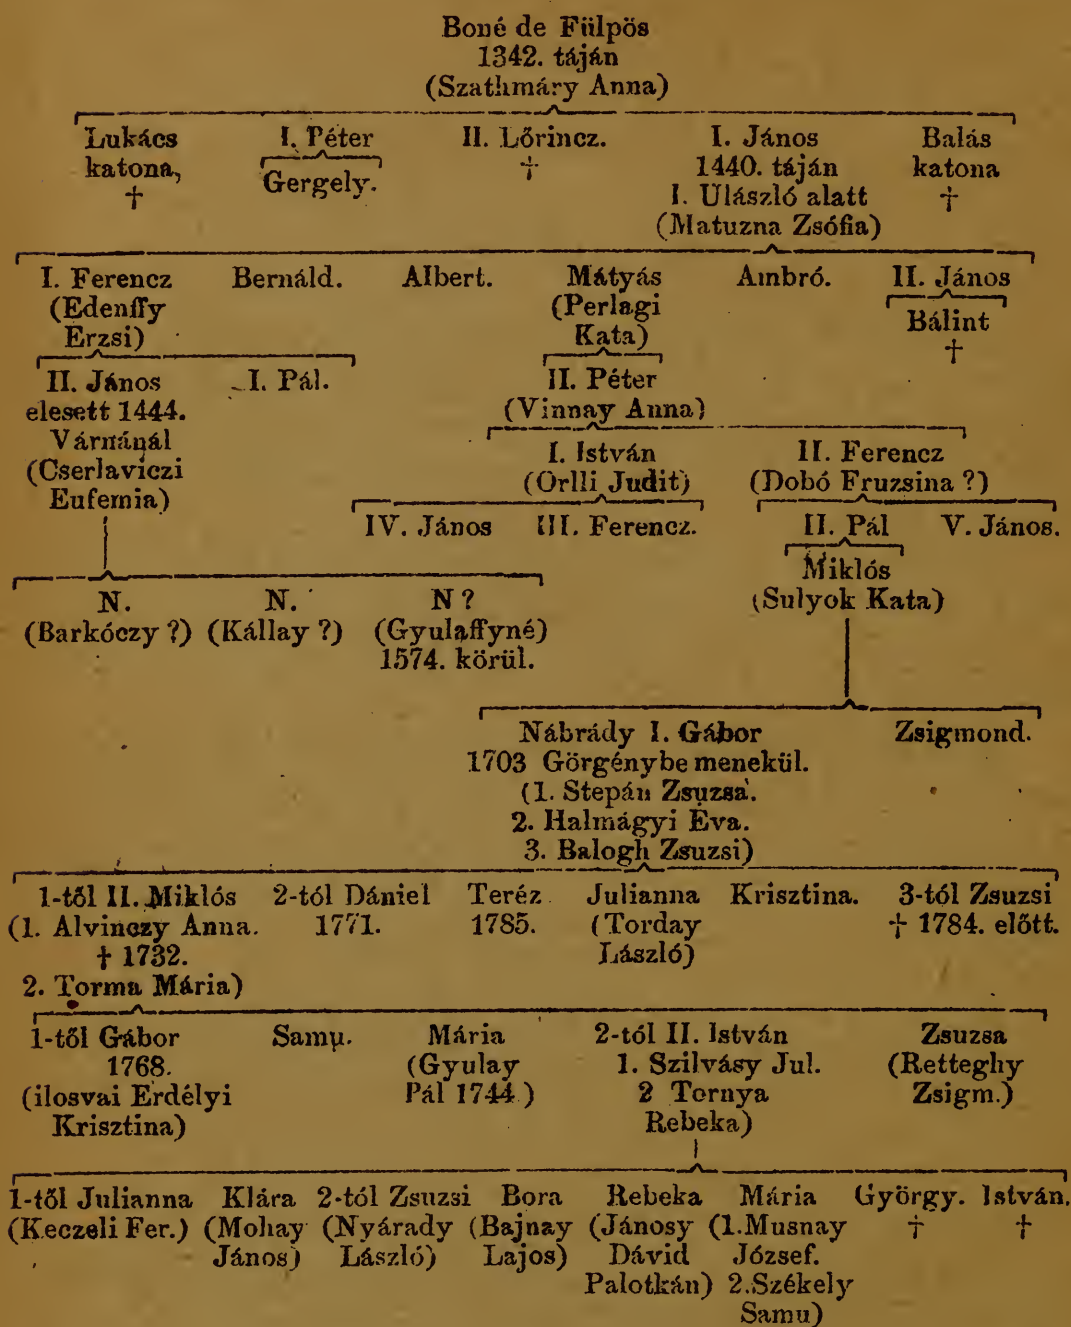 Boné de Fülpös
1342. táján
(Szathmáry Anna)
Lukács I. Péter II. Lőrincz. I. János Balás
katona, Gergely. † 1440. táján katona
† I. Ulászló alatt †
(Matuzna Zsófia)
I. Ferencz Bernáld. Albert. Mátyás Ambró. II. János
(Edenffy (Perlagi Bálint
Erzsi) Kata) †
II. János I. Pál. II. Péter
elesett 1444. (Vinnay Anna)
Várnánál I. István II. Ferencz
(Cserlaviczi (Orlli Judit) (Dobó Fruzsina ?)
Eufemia) IV. János III. Ferencz. II. Pál V. János.
Miklós
N. N. N ? (Sulyok Kata)
(Barkóczy ?) (Kállay ?) (Gyulaffyné)
1574. körül.
Nábrády I. Gábor Zsigmond.
1703 Görgénybe menekül.
(1. Stepán Zsuzsa.
2. Halmágyi Éva.
3. Balogh Zsuzsi)
1-től II. Miklós 2-tól Dániel Teréz Julianna Krisztina. 3-tól Zsuzsi
(1. Alvinczy Anna. 1771. 1785. (Torday † 1784. előtt.
† 1732. László)
2. Torma Mária)
1-től Gábor Samu. Mária 2-tól II. István Zsuzsa
1768. (Gyulay 1. Szilvásy Jul. (Retteghy
(ilosvai Erdélyi Pál 1744.) 2 Tornya Zsigm.)
Krisztina) Rebeka)
1-től Julianna Klára 2-tól Zsuzsi Bora Rebeka Mária György. István.
(Keczeli Fer.) (Mohay (Nyárady (Bajnay (Jánosy (1.Musnay † †
János) László) Lajos) Dávid József.
Palotkán) 2.Székely
Samu)